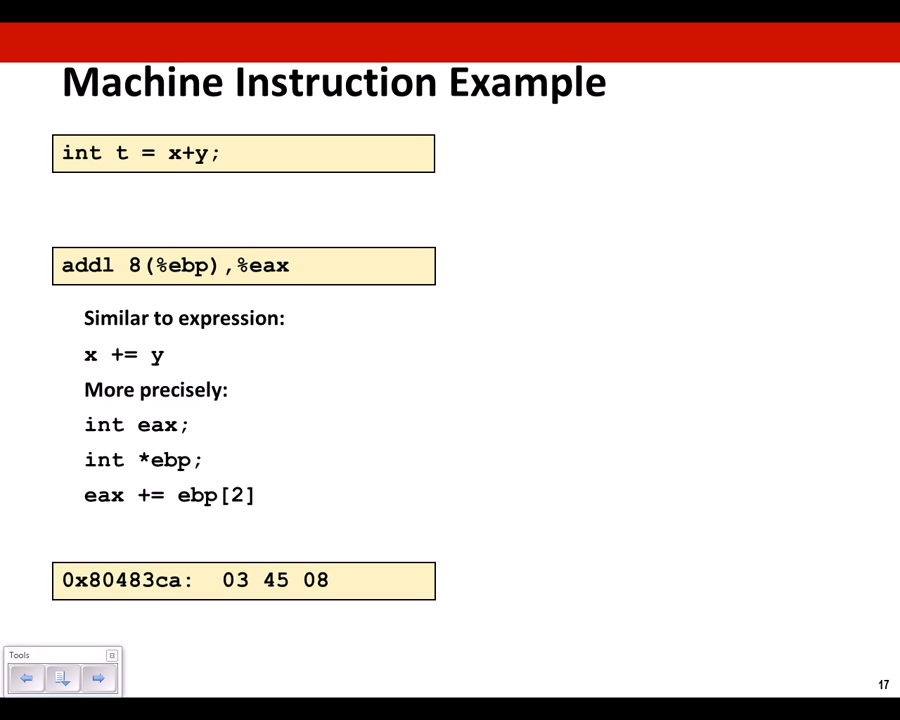 Machine Instruction Example
int t = x+y;
addl 8(%ebp),%eax
Similar to expression:
x += y
More precisely:
int eax;
int *ebp;
eax += ebp[2]
0x80483ca: 03 45 08
Tools
17